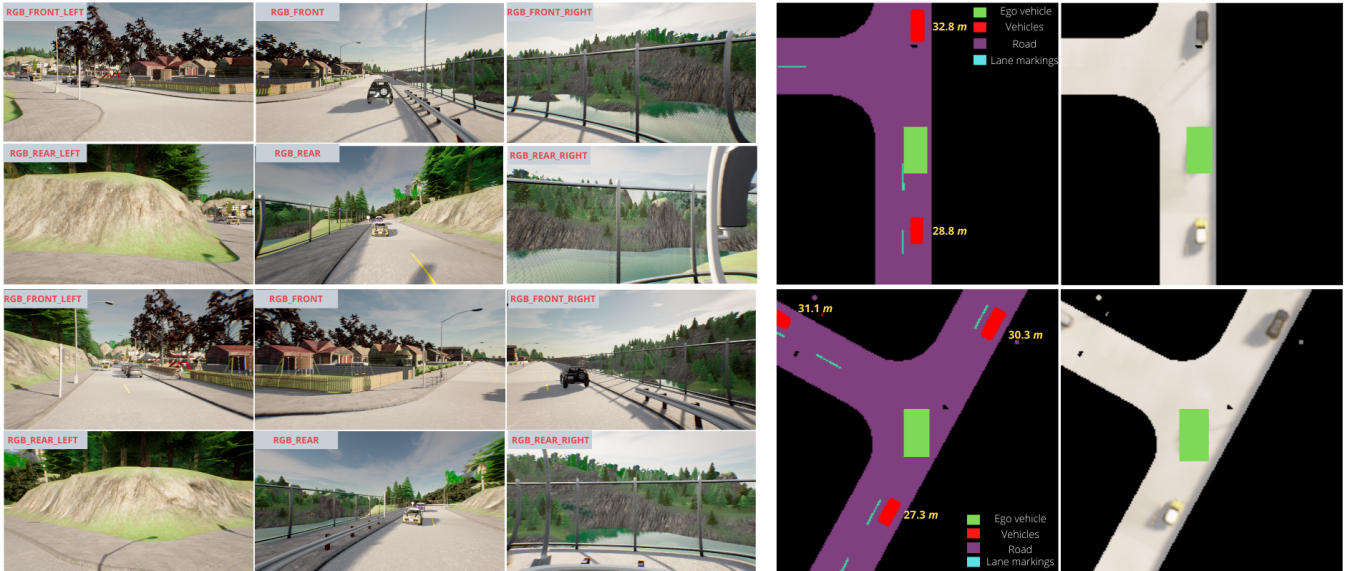 RGB_FRONT_LEFT
RGB_FRONT
RGB_FRONT_RIGHT
RGB_REAR_LEFT
RGB_REAR
RGB_REAR_RIGHT
32.8 m
28.8 m
Ego vehicle
Vehicles
Road
Lane markings
RGB_FRONT_LEFT
RGB_FRONT
RGB_FRONT_RIGHT
RGB_REAR_LEFT
RGB_REAR
RGB_REAR_RIGHT
31.1 m
30.3 m
27.3 m
Ego vehicle
Vehicles
Road
Lane markings